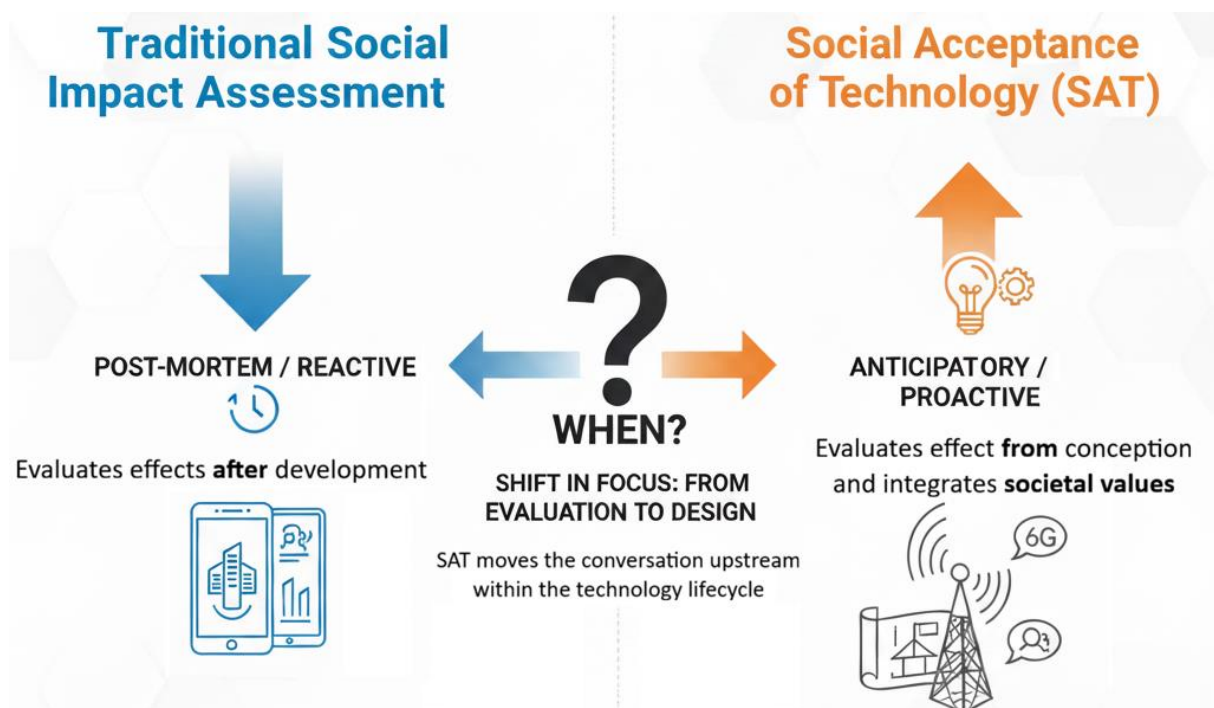 Traditional Social
Impact Assessment
POST-MORTEM / REACTIVE
Evaluates effects after development
?
WHEN?
SHIFT IN FOCUS: FROM
EVALUATION TO DESIGN
SAT moves the conversation upstream
within the technology lifecycle
Social Acceptance
of Technology (SAT)
ANTICIPATORY /
PROACTIVE
Evaluates effect from conception
and integrates societal values
6G